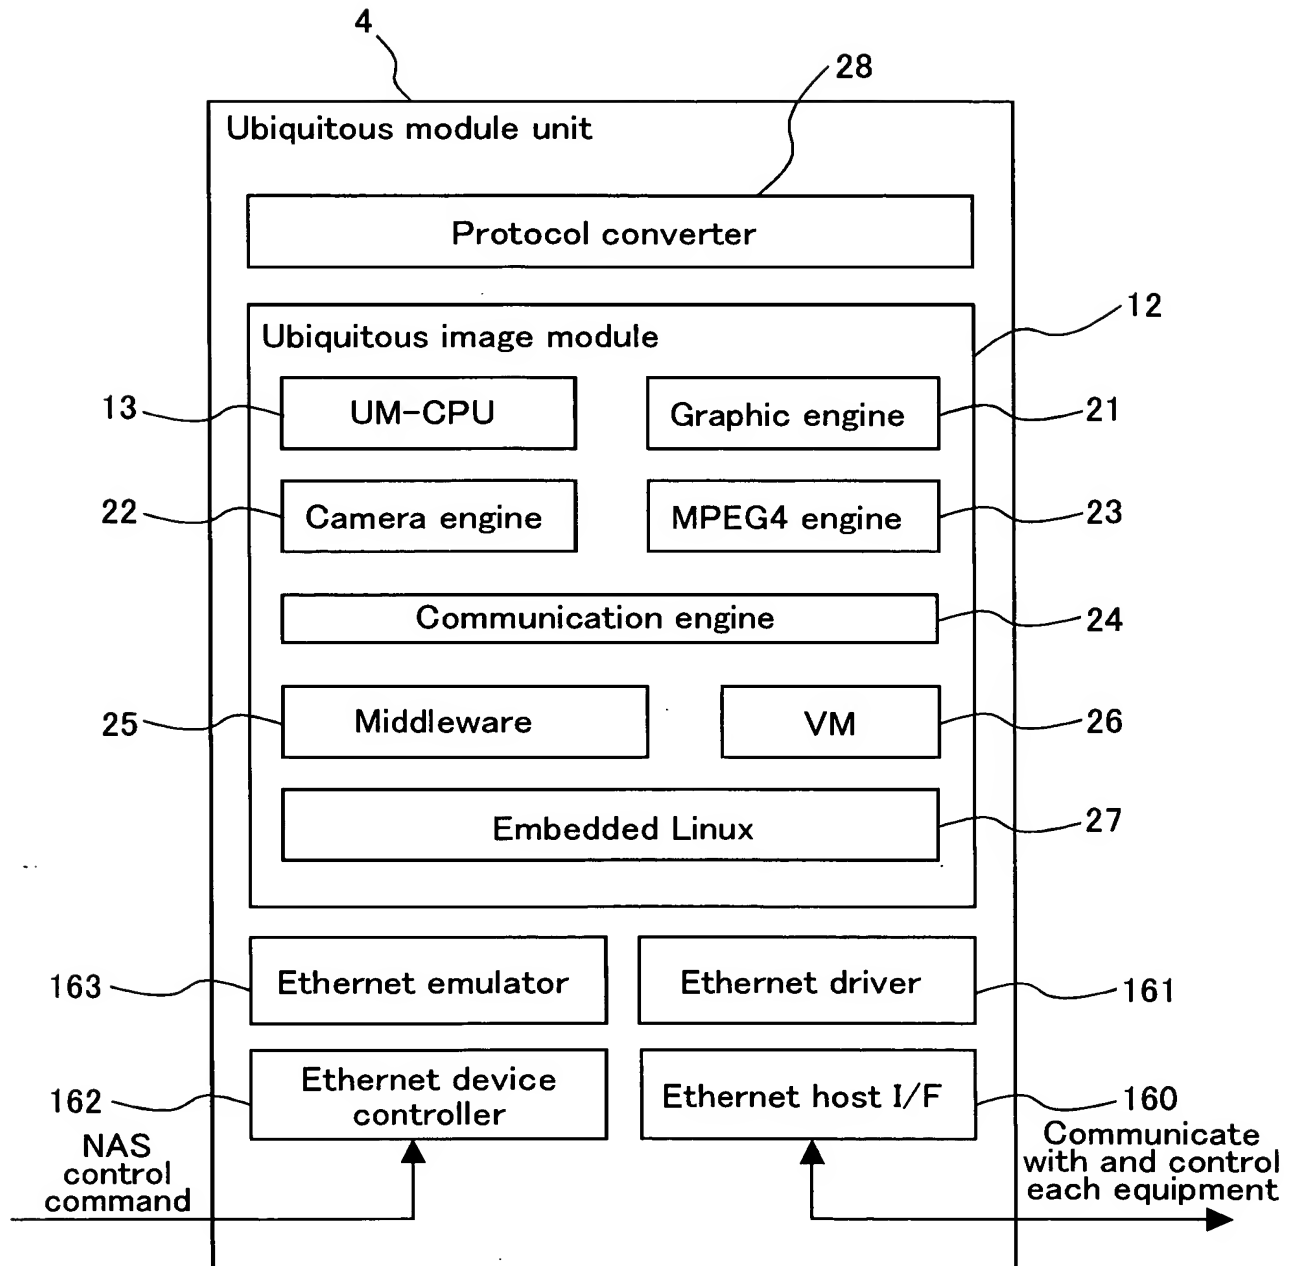 4
28
Ubiquitous module unit
Protocol converter
12
Ubiquitous image module
13
UM-CPU
Graphic engine
21
22
Camera engine
MPEG4 engine
23
Communication engine
24
25
Middleware
VM
26
Embedded Linux
27
163
Ethernet emulator
Ethernet driver
161
162
Ethernet device
controller
Ethernet host I/F
160
NAS
control
command
Communicate
with and control
each equipment